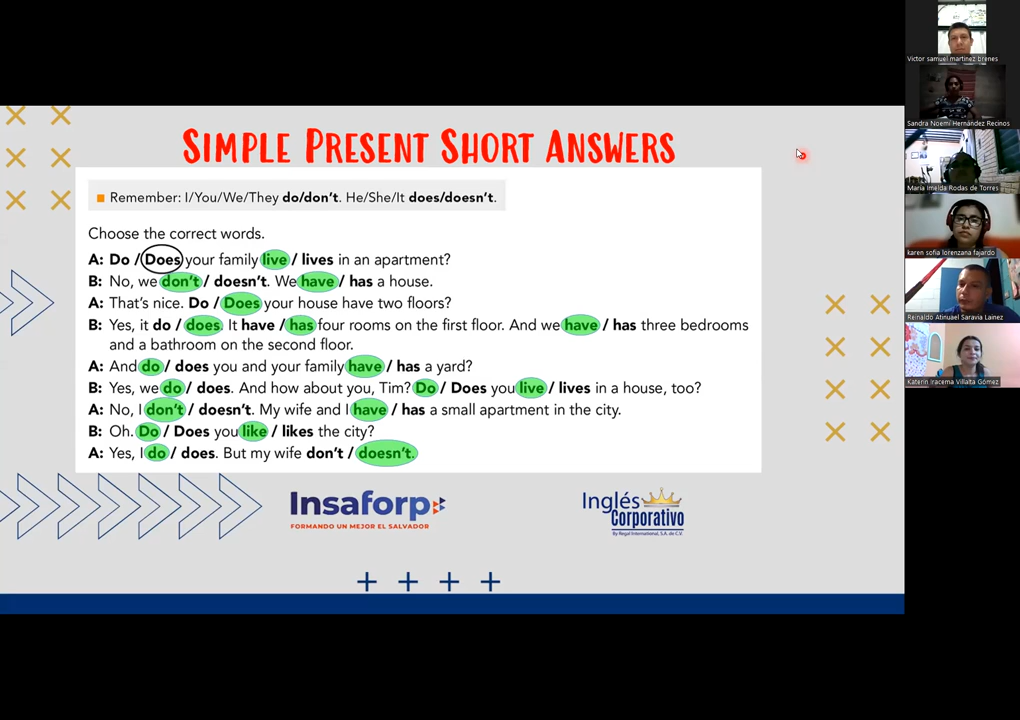 SIMPLE PRESENT SHORT ANSWERS
Remember: I/You/We/They do/don't. He/She/It does/doesn't.
Choose the correct words.
A: Do / Does your family live / lives in an apartment?
B: No, we don't / doesn't. We have / has a house.
A: That's nice. Do / Does your house have two floors?
B: Yes, it do / does. It have / has four rooms on the first floor. And we have / has three bedrooms
and a bathroom on the second floor.
A: And do / does you and your family have / has a yard?
B: Yes, we do / does. And how about you, Tim? Do / Does you live / lives in a house, too?
A: No, I don't / doesn't. My wife and I have / has a small apartment in the city.
B: Oh. Do / Does you like / likes the city?
A: Yes, I do / does. But my wife don't / doesn't.
Insaforp
FORMANDO UN MEJOR EL SALVADOR
Inglés
Corporativo
By Regal International, S.A. de C.V.
Victor samuel martinez brenes
Sandra Noemí Hernández Recinos
María Imelda Rodas de Torres
karen sofia lorenzana fajardo
Reinaldo Atinuael Saravia Lainez
Katerin Iracema Villalta Gómez